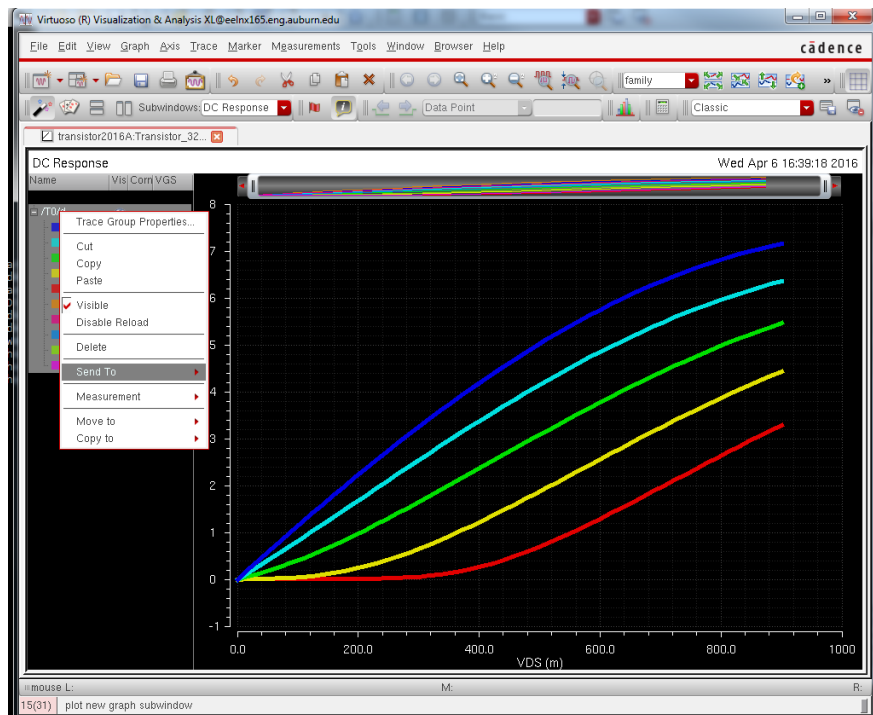 Virtuoso (R) Visualization & Analysis XL@eelnx165.eng.auburn.edu
File Edit View Graph Axis Trace Marker Measurements Tools Window Browser Help
cādence
family
»
Subwindows: DC Response
Data Point
Classic
transistor2016A:Transistor_32...
DC Response
Wed Apr 6 16:39:18 2016
Name Vis Corn VGS
/T0/d
Trace Group Properties...
Cut
Copy
Paste
Visible
Disable Reload
Delete
Send To
Measurement
Move to
Copy to
8
7
6
5
4
3
2
1
0
-1
0.0 200.0 400.0 600.0 800.0 1000
VDS (m)
mouse L: M: R:
15(31) plot new graph subwindow